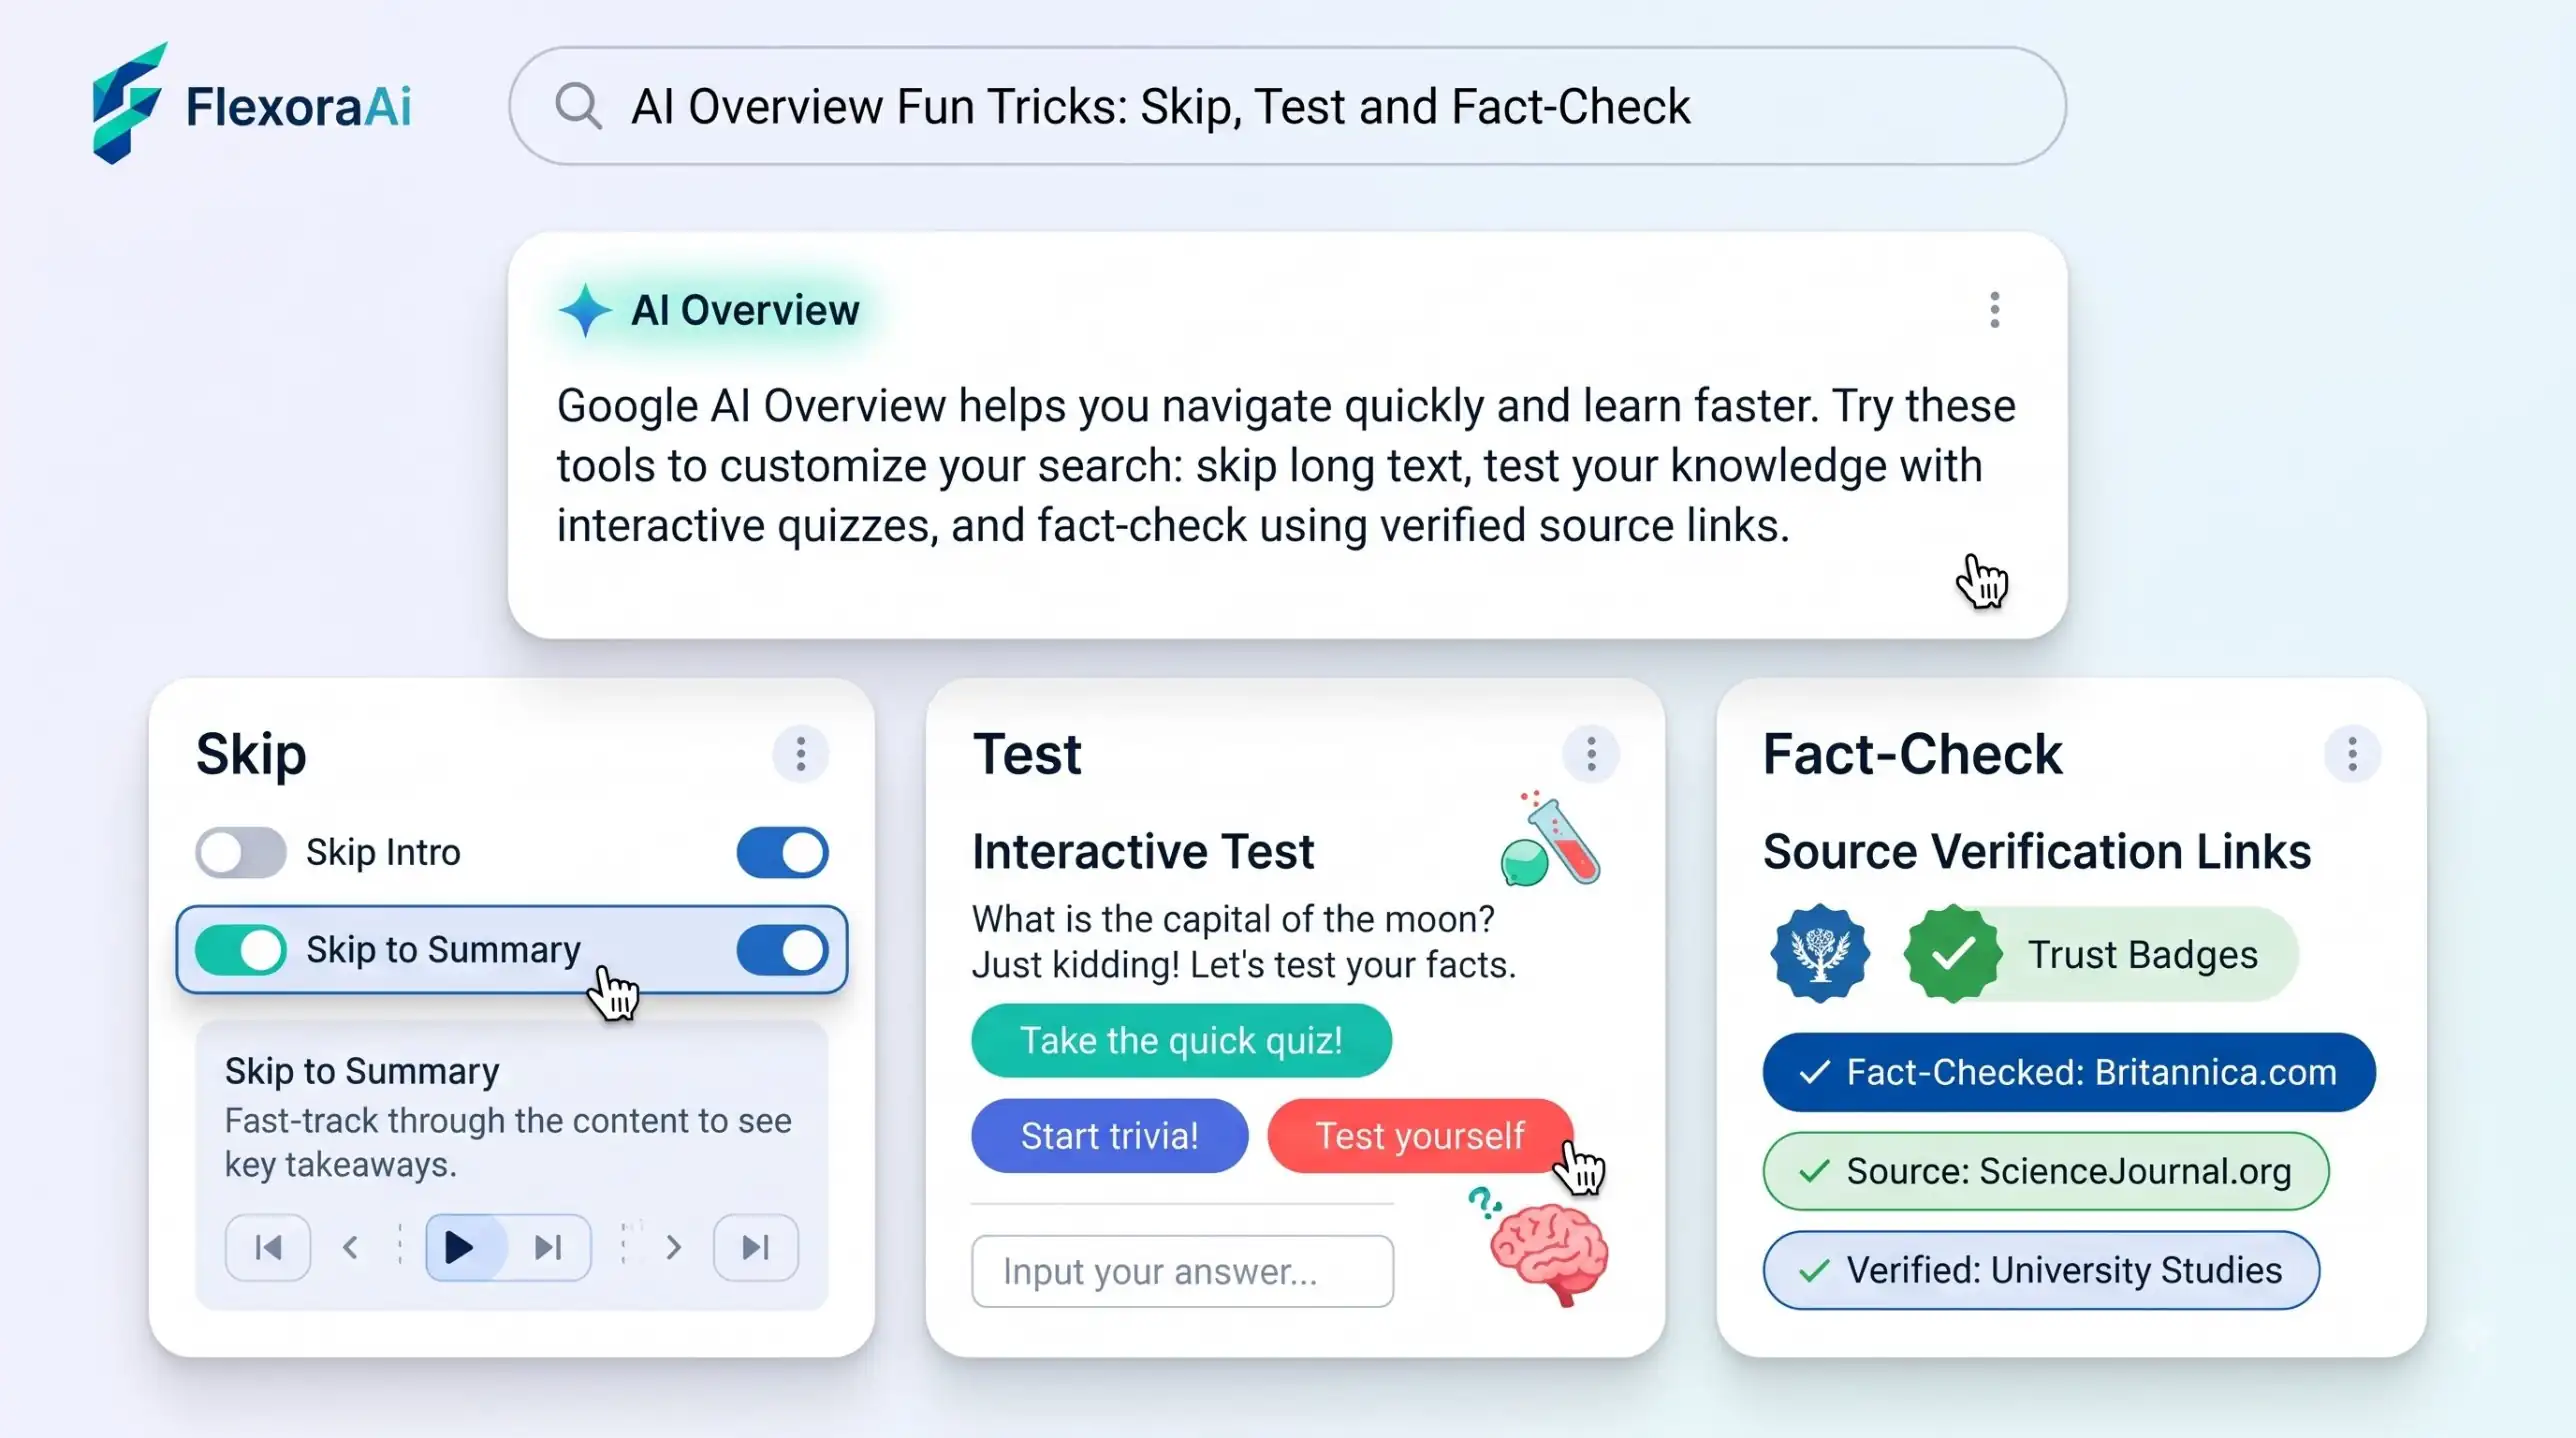 FlexoraAi
AI Overview Fun Tricks: Skip, Test and Fact-Check
AI Overview
Google AI Overview helps you navigate quickly and learn faster. Try these
tools to customize your search: skip long text, test your knowledge with
interactive quizzes, and fact-check using verified source links.
Skip
Skip Intro
Skip to Summary
Skip to Summary
Fast-track through the content to see
key takeaways.
Test
Interactive Test
What is the capital of the moon?
Just kidding! Let's test your facts.
Take the quick quiz!
Start trivia!
Test yourself
Input your answer...
??
Fact-Check
Source Verification Links
Trust Badges
Fact-Checked: Britannica.com
Source: ScienceJournal.org
Verified: University Studies